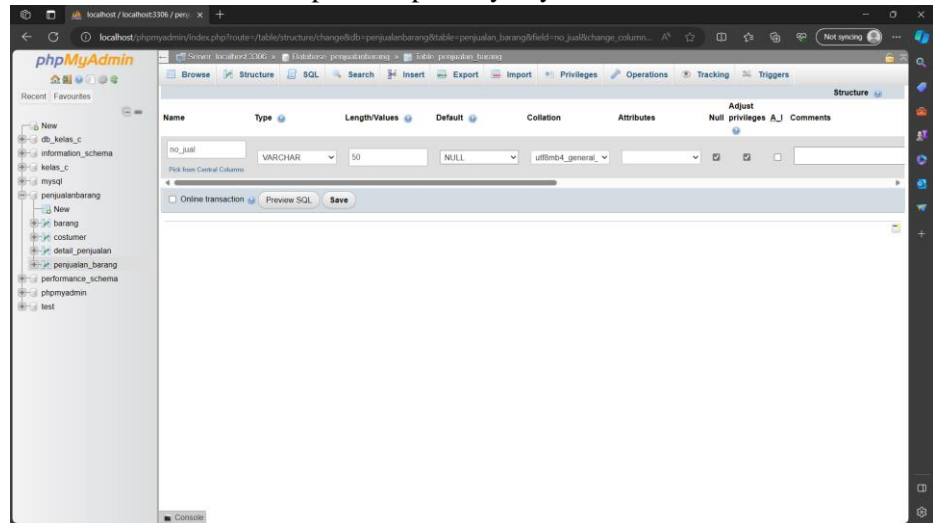 localhost / localhost:3306 / penj
localhost/phpmyadmin/index.php?route=/table/structure/change&db=penjualanbarang&table=penjualan_barang&field=no_jual&change_column...
Not syncing
phpMyAdmin
Recent Favourites
New
db_kelas_c
information_schema
kelas_c
mysql
penjualanbarang
New
barang
costumer
detail_penjualan
penjualan_barang
performance_schema
phpmyadmin
test
Server: localhost:3306 » Database: penjualanbarang » Table: penjualan_barang
Browse Structure SQL Search Insert Export Import Privileges Operations Tracking Triggers
Structure
Name Type Length/Values Default Collation Attributes Null Adjust privileges A_I Comments
no_jual VARCHAR 50 NULL utf8mb4_general_
Pick from Central Columns
Online transaction Preview SQL Save
Console